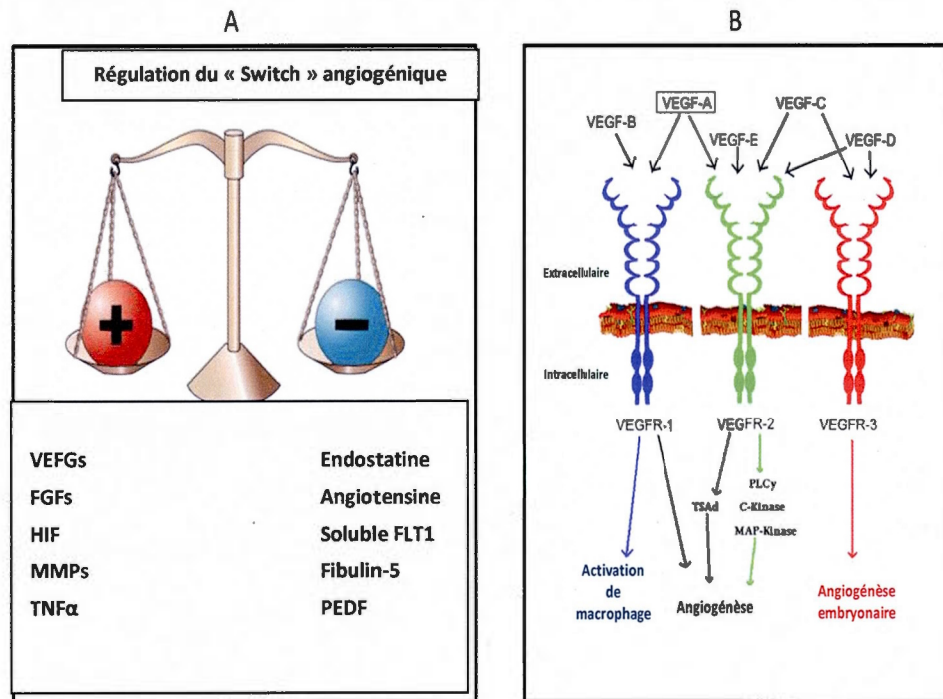 A
Régulation du « Switch » angiogénique
VEFGs
Endostatine
FGFs
Angiotensine
HIF
Soluble FLT1
MMPs
Fibulin-5
TNFα
PEDF
B
VEGF-A
VEGF-C
VEGF-B
VEGF-E
VEGF-D
Extracellulaire
Intracellulaire
VEGFR-1
VEGFR-2
VEGFR-3
PLCγ
TSAd
C-Kinase
MAP-Kinase
Activation
de
macrophage
Angiogénèse
Angiogénèse
embryonaire